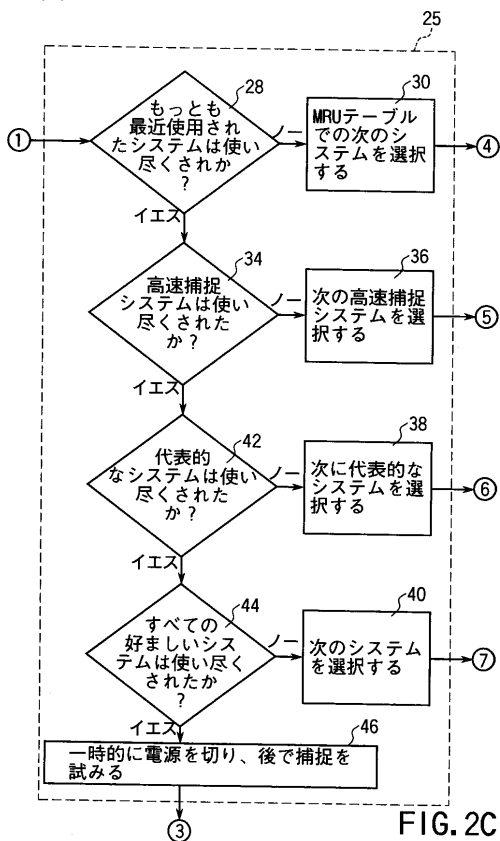 25
28
もっとも
最近使用され
たシステムは使い
尽くされか
?
①
ノー
30
MRUテーブル
での次のシ
ステムを選択
する
④
イエス
34
高速捕捉
システムは使い
尽くされた
か?
ノー
36
次の高速捕捉
システムを選
択する
⑤
イエス
42
代表的
なシステムは使い
尽くされた
か?
ノー
38
次に代表的な
システムを選
択する
⑥
イエス
44
すべての
好ましいシス
テムは使い尽く
されたか
?
ノー
40
次のシステム
を選択する
⑦
イエス
46
一時的に電源を切り、後で捕捉を
試みる
③
FIG.2C